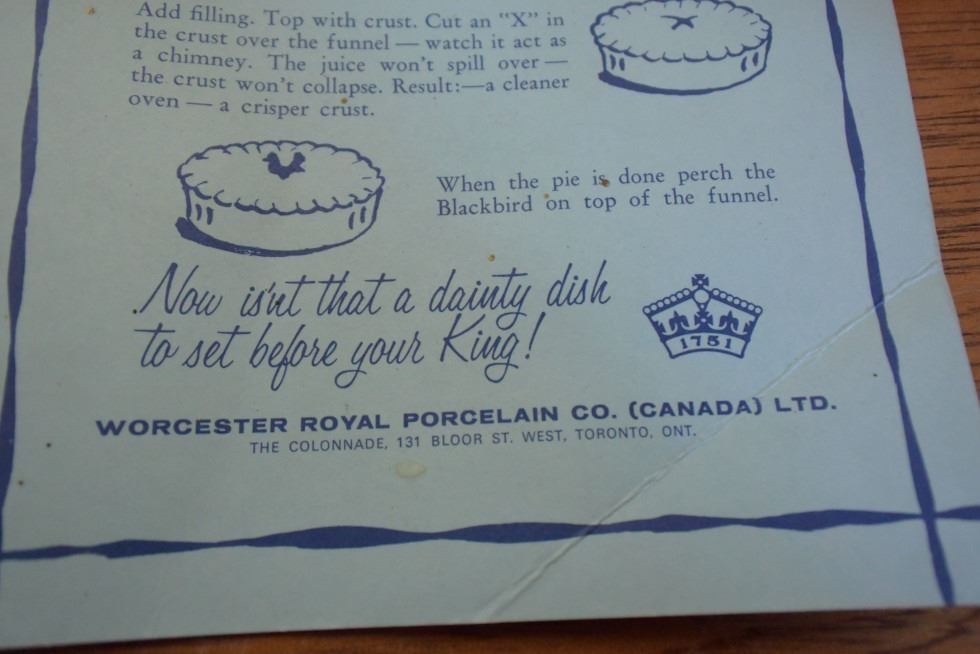 Add filling. Top with crust. Cut an "X" in
the crust over the funnel — watch it act as
a chimney. The juice won't spill over —
the crust won't collapse. Result:—a cleaner
oven — a crisper crust.
When the pie is done perch the
Blackbird on top of the funnel.
Now is'nt that a dainty dish
to set before your King!
1751
WORCESTER ROYAL PORCELAIN CO. (CANADA) LTD.
THE COLONNADE, 131 BLOOR ST. WEST, TORONTO, ONT.